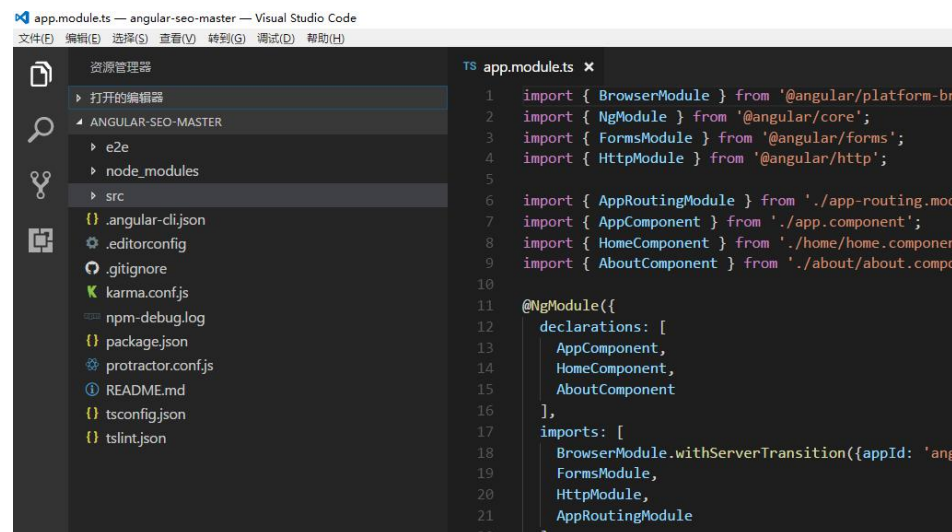 app.module.ts — angular-seo-master — Visual Studio Code
文件(F) 编辑(E) 选择(S) 查看(V) 转到(G) 调试(D) 帮助(H)
资源管理器
打开的编辑器
ANGULAR-SEO-MASTER
e2e
node_modules
src
{} .angular-cli.json
.editorconfig
.gitignore
karma.conf.js
npm-debug.log
{} package.json
protractor.conf.js
README.md
{} tsconfig.json
{} tslint.json
TS app.module.ts ×
1 import { BrowserModule } from '@angular/platform-br
2 import { NgModule } from '@angular/core';
3 import { FormsModule } from '@angular/forms';
4 import { HttpModule } from '@angular/http';
5
6 import { AppRoutingModule } from './app-routing.mod
7 import { AppComponent } from './app.component';
8 import { HomeComponent } from './home/home.componen
9 import { AboutComponent } from './about/about.compo
10
11 @NgModule({
12 declarations: [
13 AppComponent,
14 HomeComponent,
15 AboutComponent
16 ],
17 imports: [
18 BrowserModule.withServerTransition({appId: 'ang
19 FormsModule,
20 HttpModule,
21 AppRoutingModule